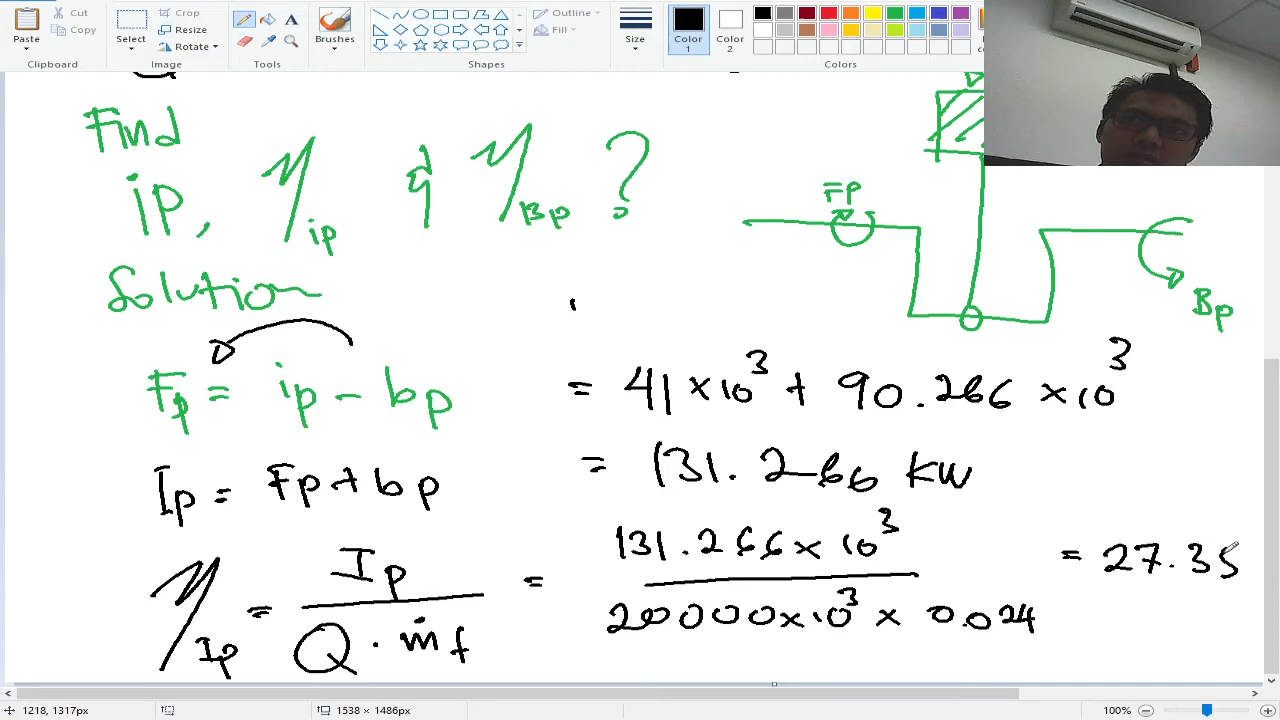 Cut
Copy
Paste
Clipboard
Select
Crop
Resize
Rotate
Image
A
Tools
Brushes
Shapes
Outline
Fill
Size
Color
1
Color
2
Colors
Find
ip, η ip & η Bp ?
Solution
FP
Bp
Fp = ip - bp
= 41 × 10³ + 90.266 × 10³
Ip = Fp + bp
= 131.266 kW
η Ip = Ip / Q · ṁf = 131.266 × 10³ / 20000 × 10³ × 0.024 = 27.35
1218, 1317px
1538 × 1486px
100%